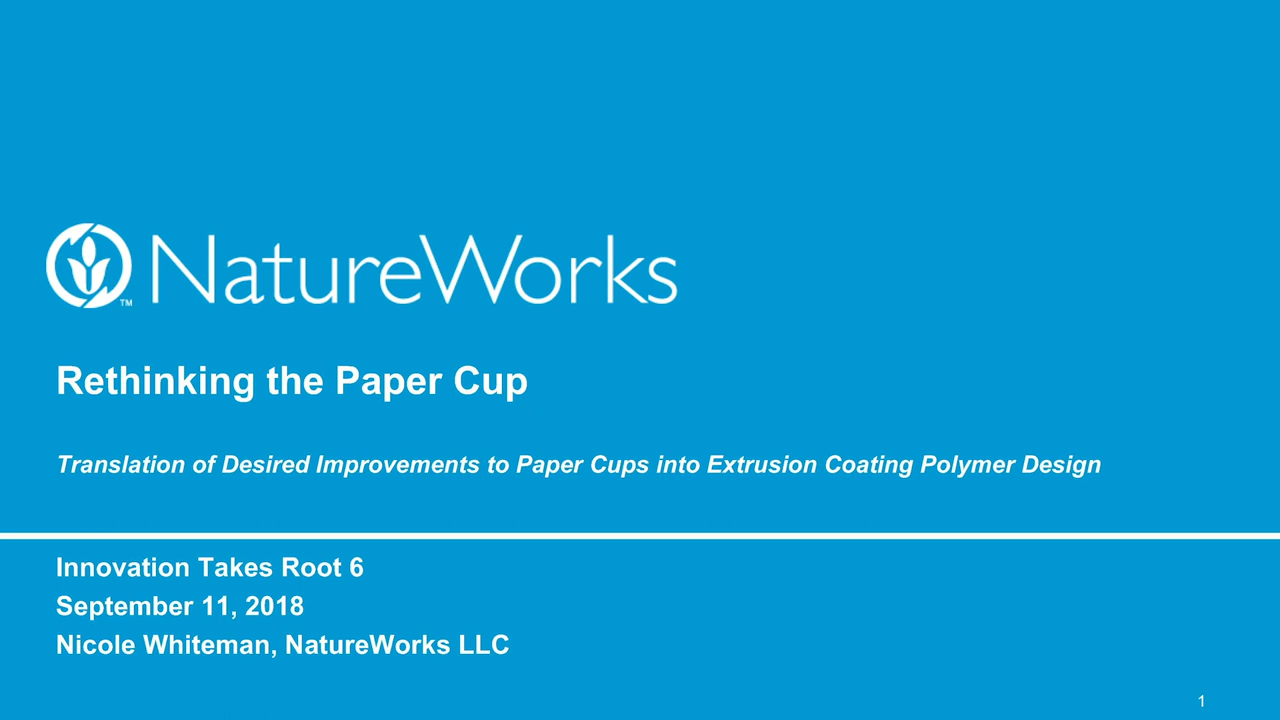 NatureWorks
TM
Rethinking the Paper Cup
Translation of Desired Improvements to Paper Cups into Extrusion Coating Polymer Design
Innovation Takes Root 6
September 11, 2018
Nicole Whiteman, NatureWorks LLC
1